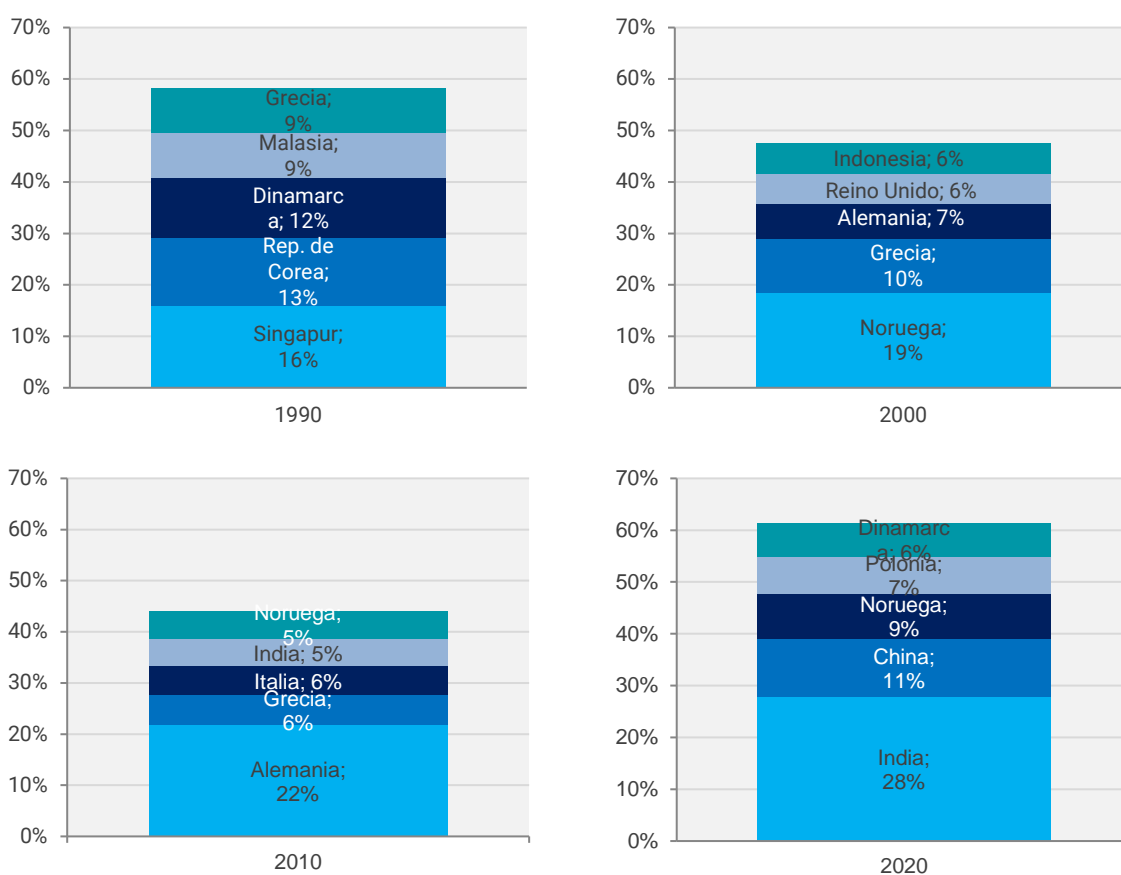 70%
60%
50%
40%
30%
20%
10%
0%
Grecia;
9%
Malasia;
9%
Dinamarc
a; 12%
Rep. de
Corea;
13%
Singapur;
16%
1990
70%
60%
50%
40%
30%
20%
10%
0%
Indonesia; 6%
Reino Unido; 6%
Alemania; 7%
Grecia;
10%
Noruega;
19%
2000
70%
60%
50%
40%
30%
20%
10%
0%
Noruega;
5%
India; 5%
Italia; 6%
Grecia;
6%
Alemania;
22%
2010
70%
60%
50%
40%
30%
20%
10%
0%
Dinamarc
a; 6%
Polonia;
7%
Noruega;
9%
China;
11%
India;
28%
2020